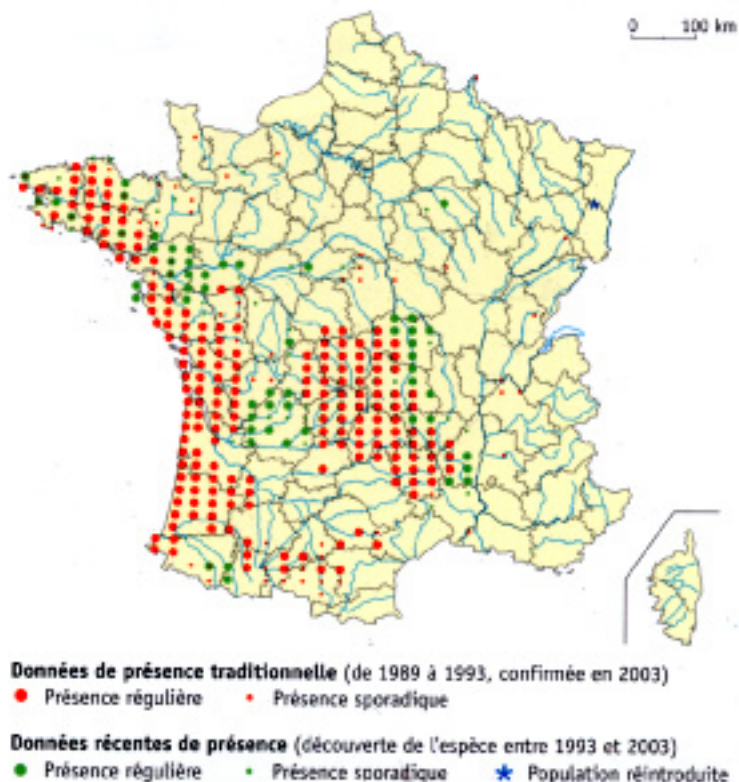 0 100 km
Données de présence traditionnelle (de 1989 à 1993, confirmée en 2003)
Présence régulière Présence sporadique
Données récentes de présence (découverte de l'espèce entre 1993 et 2003)
Présence régulière Présence sporadique Population réintroduite